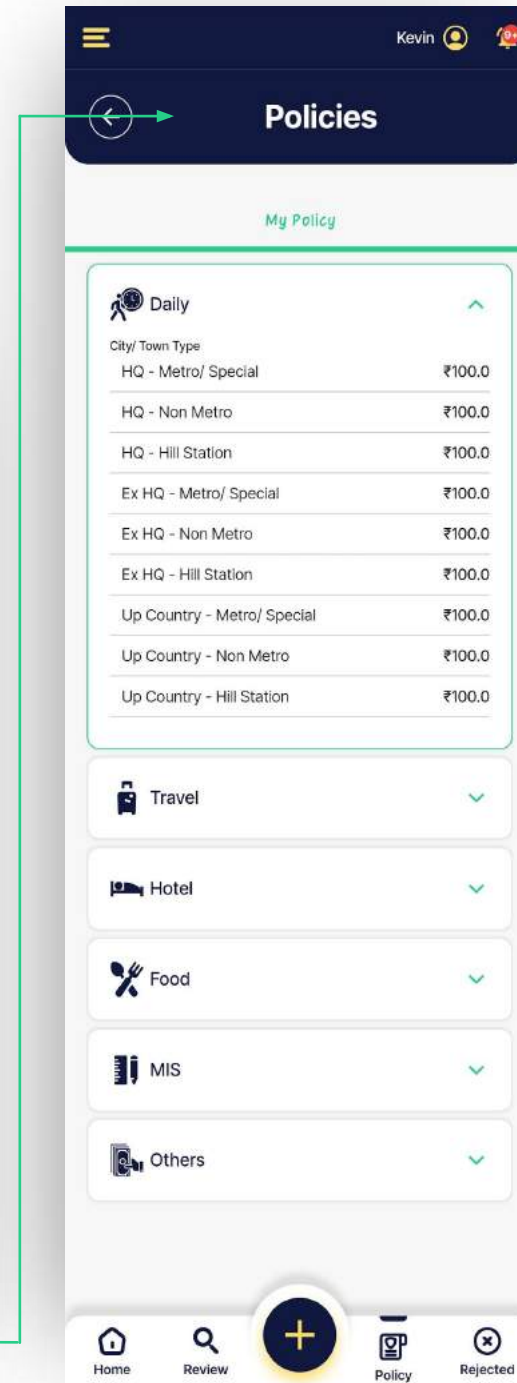 Kevin 9+
Policies
My Policy
Daily
City/ Town Type
HQ - Metro/ Special ₹100.0
HQ - Non Metro ₹100.0
HQ - Hill Station ₹100.0
Ex HQ - Metro/ Special ₹100.0
Ex HQ - Non Metro ₹100.0
Ex HQ - Hill Station ₹100.0
Up Country - Metro/ Special ₹100.0
Up Country - Non Metro ₹100.0
Up Country - Hill Station ₹100.0
Travel
Hotel
Food
MIS
Others
Home Review + Policy Rejected